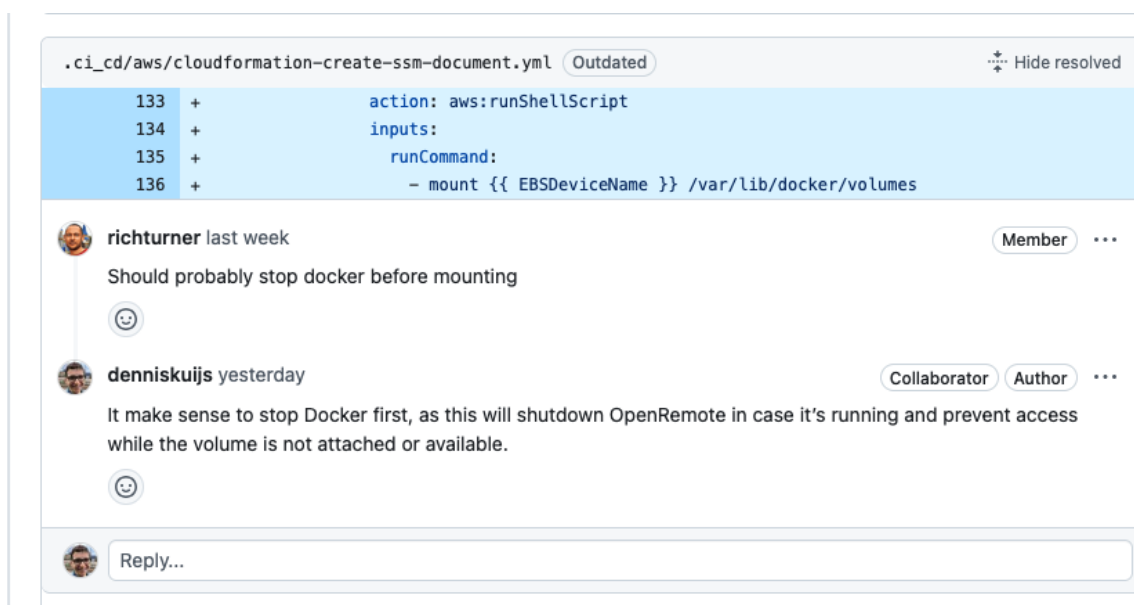 .ci_cd/aws/cloudformation-create-ssm-document.yml Outdated Hide resolved
133 + action: aws:runShellScript
134 + inputs:
135 + runCommand:
136 + - mount {{ EBSDeviceName }} /var/lib/docker/volumes
richturner last week Member ...
Should probably stop docker before mounting
denniskuijs yesterday Collaborator Author ...
It make sense to stop Docker first, as this will shutdown OpenRemote in case it's running and prevent access
while the volume is not attached or available.
Reply...